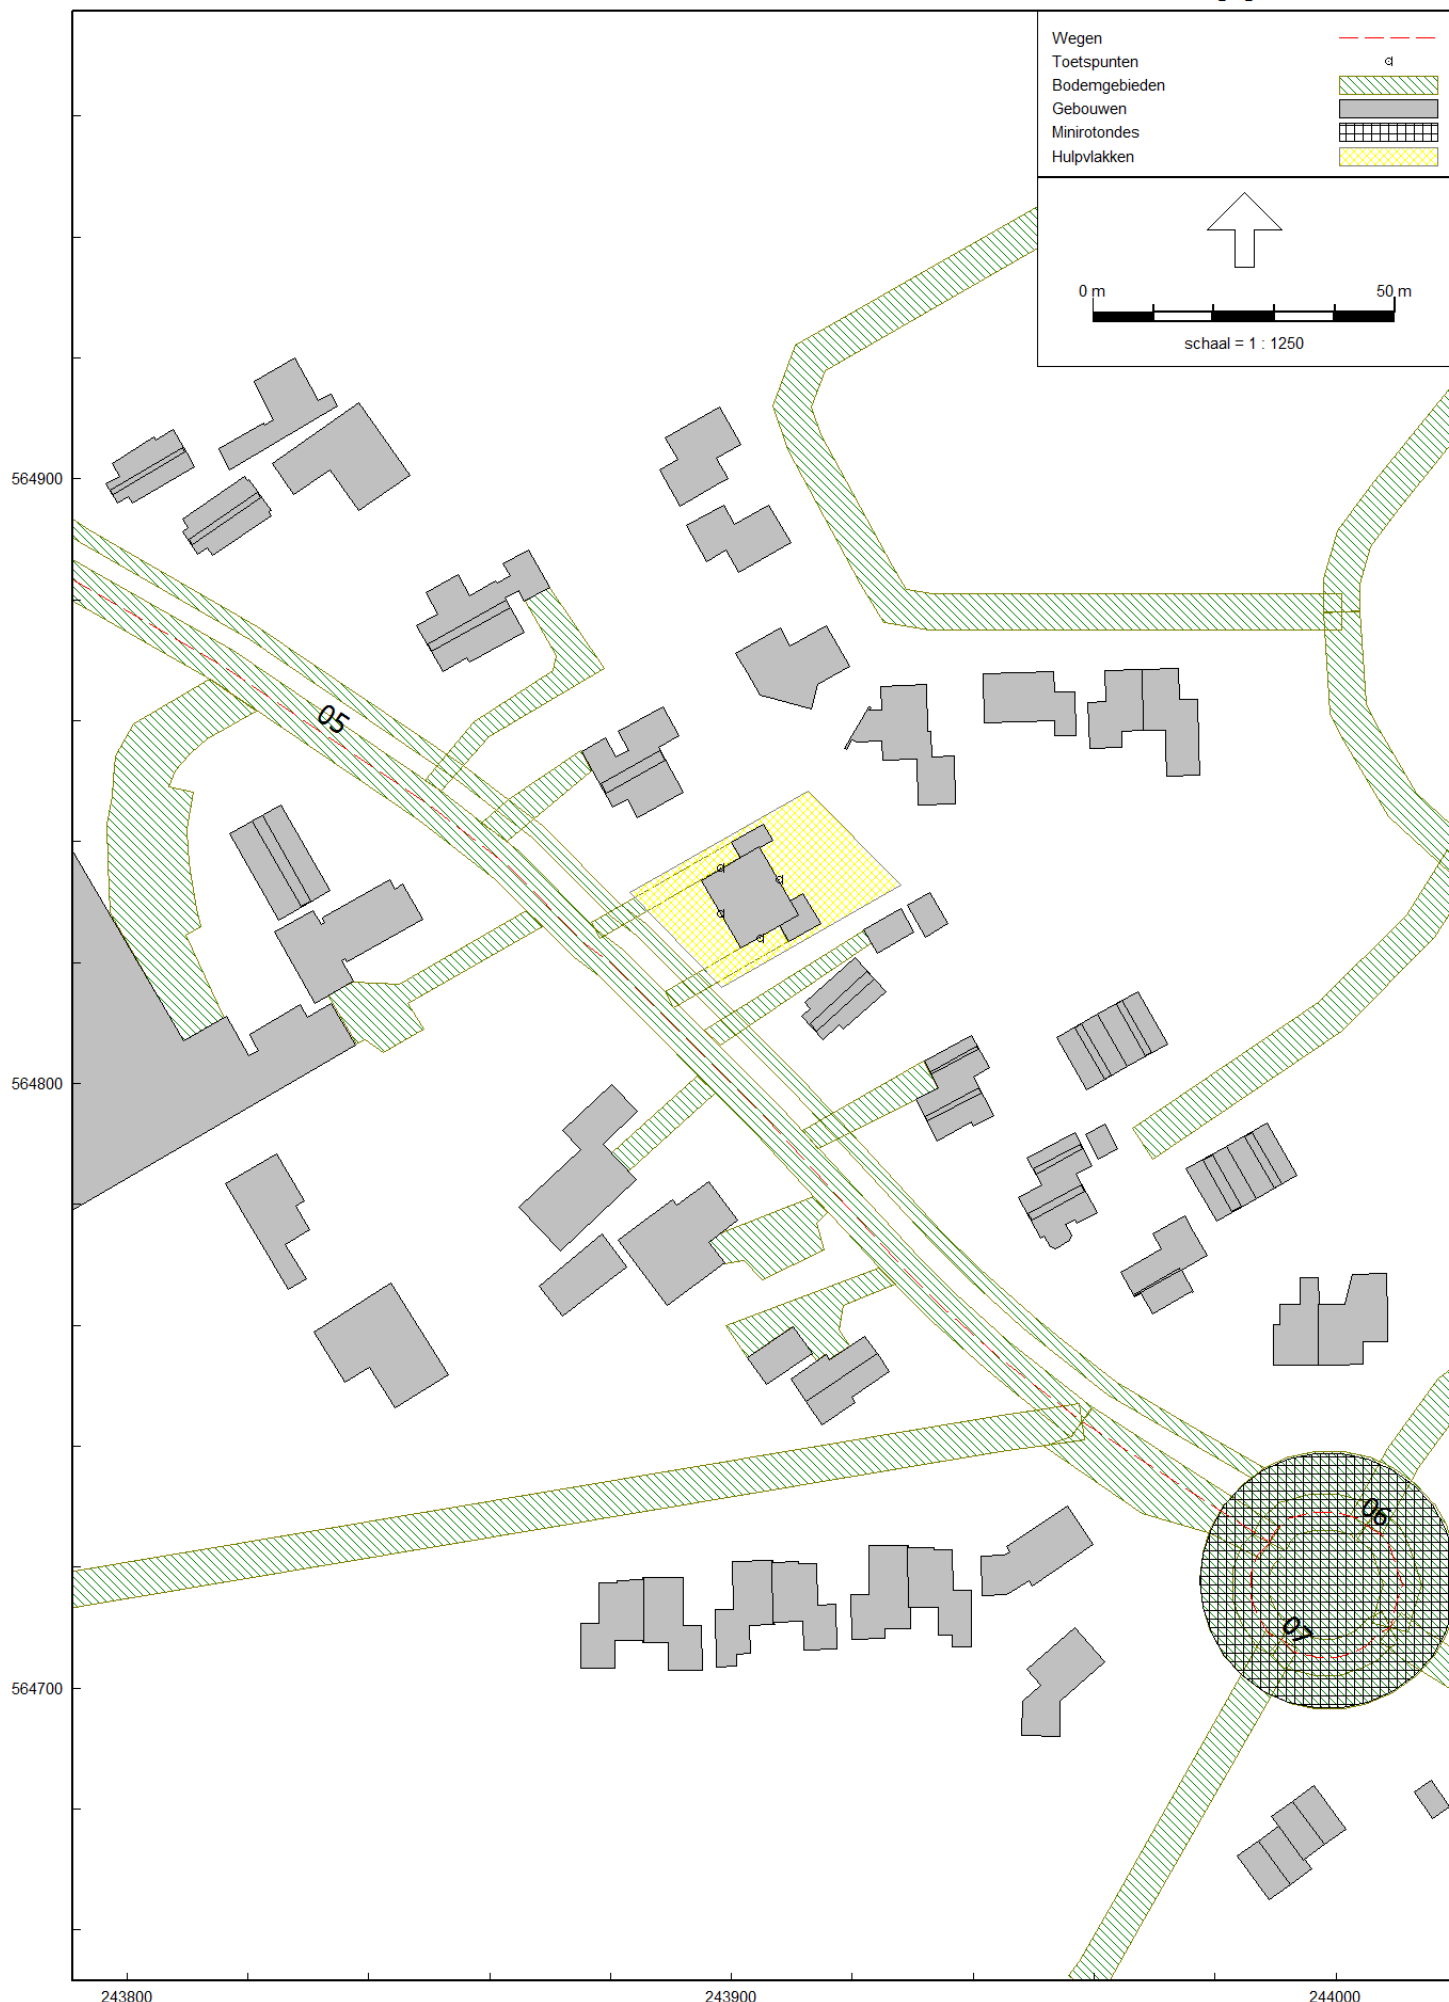 Wegen
Toetspunten
Bodemgebieden
Gebouwen
Minirotondes
Hulpvlakken
0 m 50 m
schaal = 1 : 1250
564900
05
564800
06
07
564700
243800 243900 244000